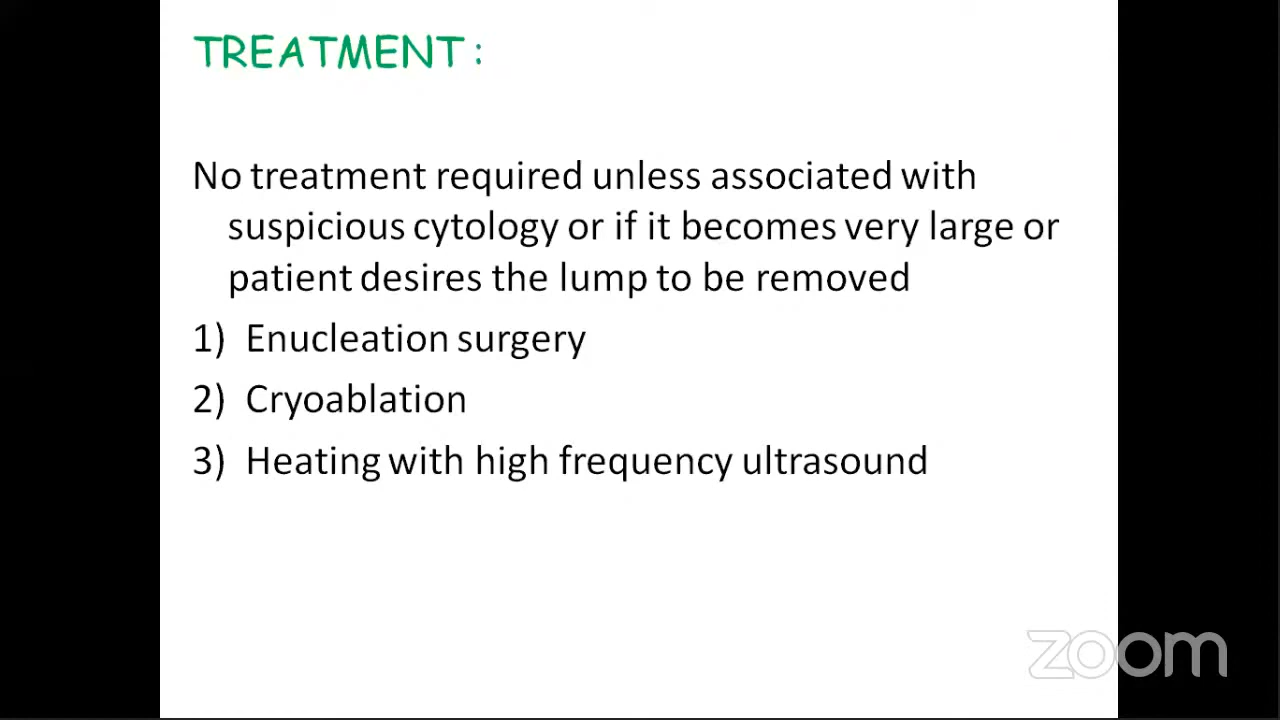 TREATMENT :
No treatment required unless associated with
suspicious cytology or if it becomes very large or
patient desires the lump to be removed
1) Enucleation surgery
2) Cryoablation
3) Heating with high frequency ultrasound
zoom